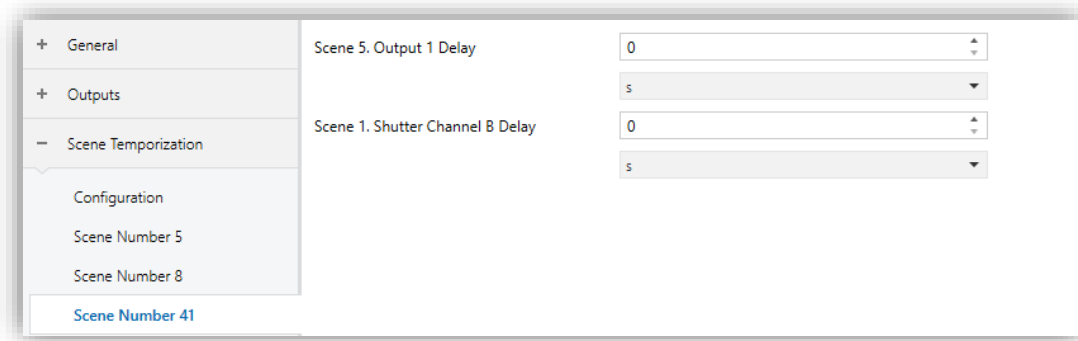 + General
+ Outputs
− Scene Temporization
Configuration
Scene Number 5
Scene Number 8
Scene Number 41
Scene 5. Output 1 Delay
0
s
Scene 1. Shutter Channel B Delay
0
s